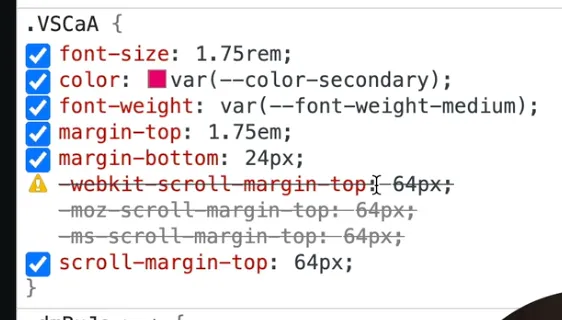 .VSCaA {
font-size: 1.75rem;
color: var(--color-secondary);
font-weight: var(--font-weight-medium);
margin-top: 1.75em;
margin-bottom: 24px;
-webkit-scroll-margin-top: 64px;
-moz-scroll-margin-top: 64px;
-ms-scroll-margin-top: 64px;
scroll-margin-top: 64px;
}